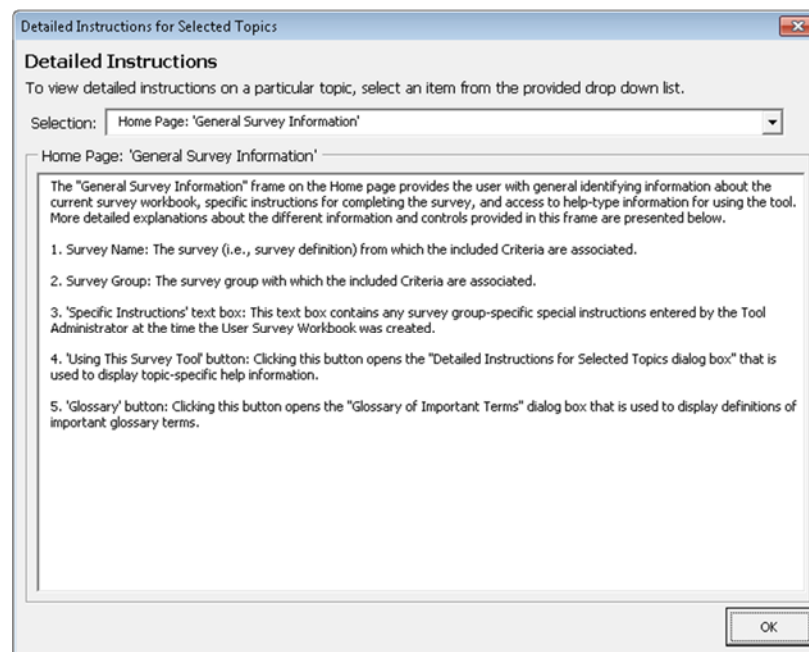 Detailed Instructions for Selected Topics
Detailed Instructions
To view detailed instructions on a particular topic, select an item from the provided drop down list.
Selection: Home Page: 'General Survey Information'
Home Page: 'General Survey Information'
The "General Survey Information" frame on the Home page provides the user with general identifying information about the
current survey workbook, specific instructions for completing the survey, and access to help-type information for using the tool.
More detailed explanations about the different information and controls provided in this frame are presented below.
1. Survey Name: The survey (i.e., survey definition) from which the included Criteria are associated.
2. Survey Group: The survey group with which the included Criteria are associated.
3. 'Specific Instructions' text box: This text box contains any survey group-specific special instructions entered by the Tool
Administrator at the time the User Survey Workbook was created.
4. 'Using This Survey Tool' button: Clicking this button opens the "Detailed Instructions for Selected Topics dialog box" that is
used to display topic-specific help information.
5. 'Glossary' button: Clicking this button opens the "Glossary of Important Terms" dialog box that is used to display definitions of
important glossary terms.
OK